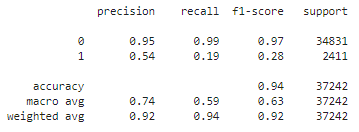 precision recall f1-score support
0 0.95 0.99 0.97 34831
1 0.54 0.19 0.28 2411
accuracy 0.94 37242
macro avg 0.74 0.59 0.63 37242
weighted avg 0.92 0.94 0.92 37242